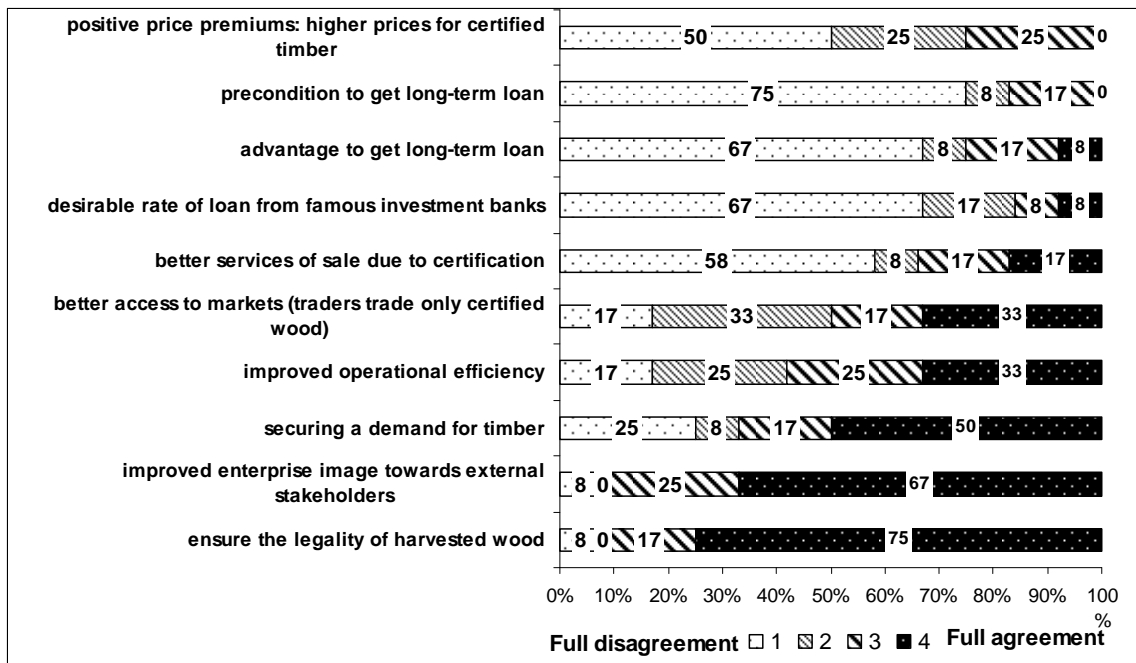 positive price premiums: higher prices for certified
timber
50 25 25 0
precondition to get long-term loan
75 8 17 0
advantage to get long-term loan
67 8 17 8
desirable rate of loan from famous investment banks
67 17 8 8
better services of sale due to certification
58 8 17 17
better access to markets (traders trade only certified
wood)
17 33 17 33
improved operational efficiency
17 25 25 33
securing a demand for timber
25 8 17 50
improved enterprise image towards external
stakeholders
8 0 25 67
ensure the legality of harvested wood
8 0 17 75
0% 10% 20% 30% 40% 50% 60% 70% 80% 90% 100
%
Full disagreement 1 2 3 4 Full agreement